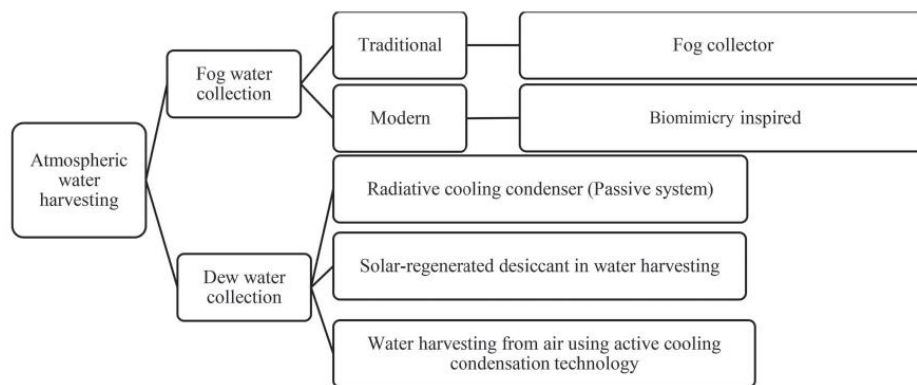 Traditional
Fog collector
Fog water
collection
Modern
Biomimicry inspired
Atmospheric
water
harvesting
Radiative cooling condenser (Passive system)
Solar-regenerated desiccant in water harvesting
Dew water
collection
Water harvesting from air using active cooling
condensation technology